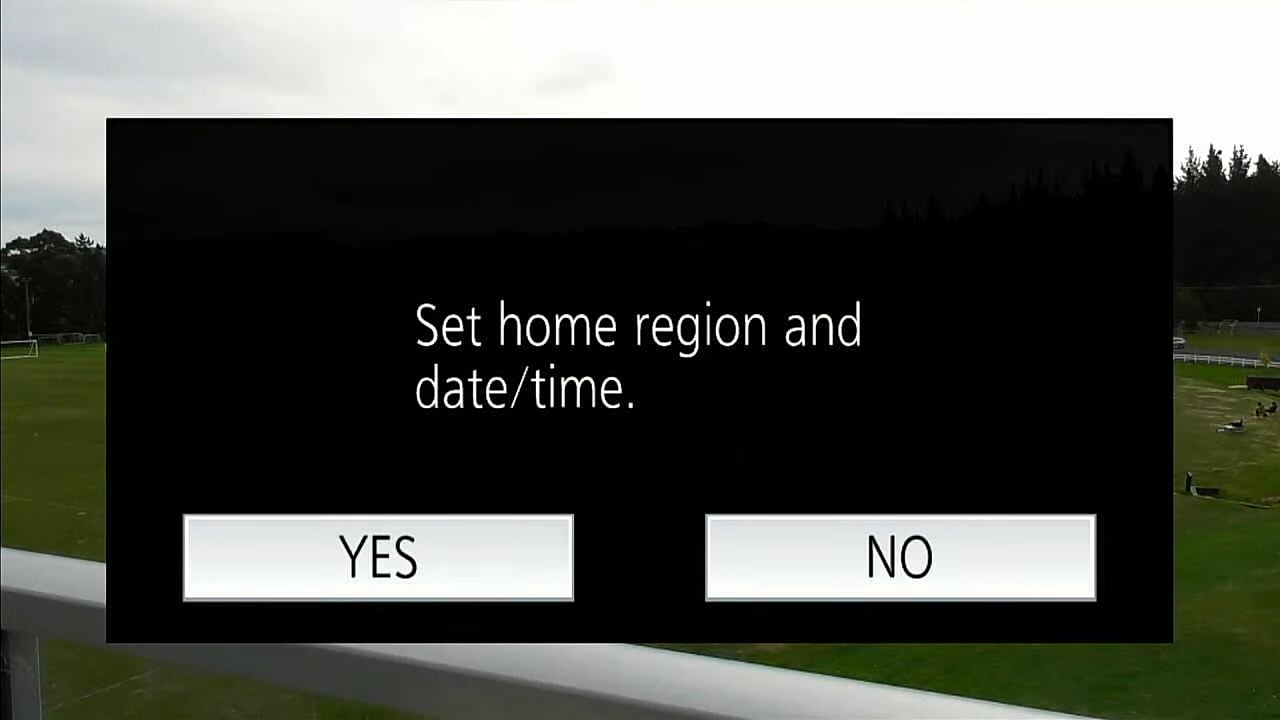 Set home region and
date/time.
YES
NO